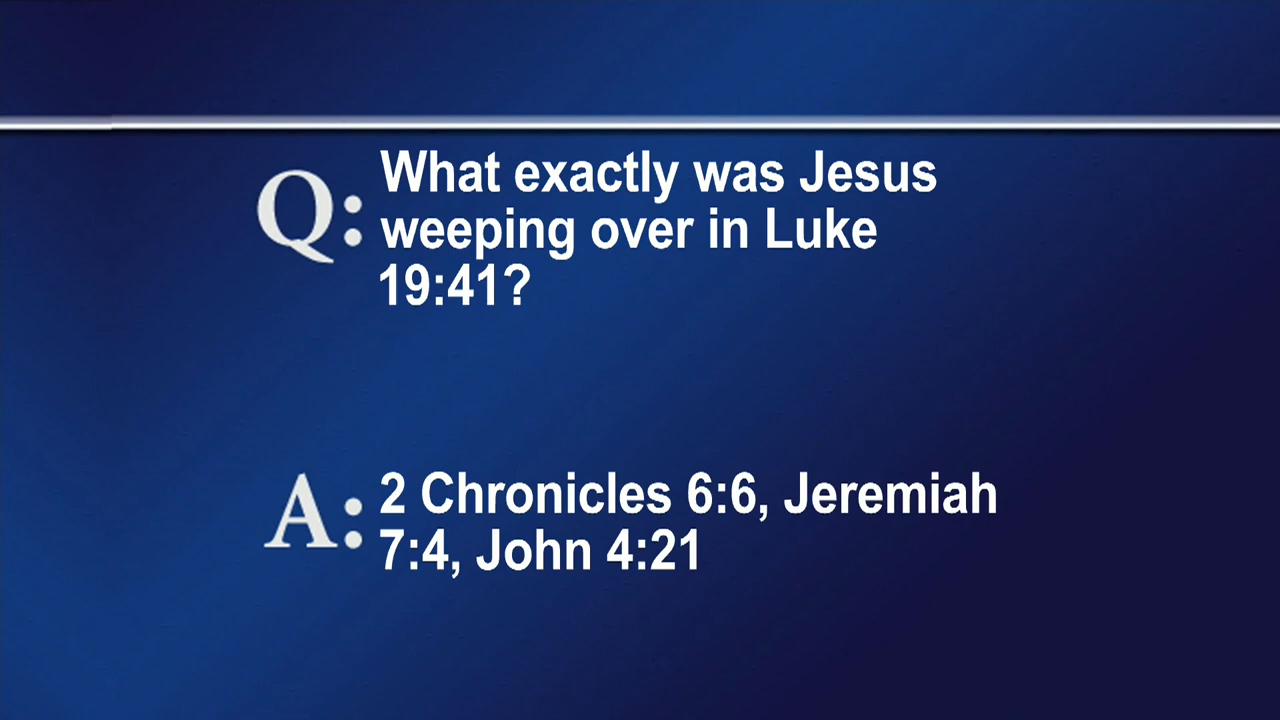 Q: What exactly was Jesus
weeping over in Luke
19:41?
A: 2 Chronicles 6:6, Jeremiah
7:4, John 4:21